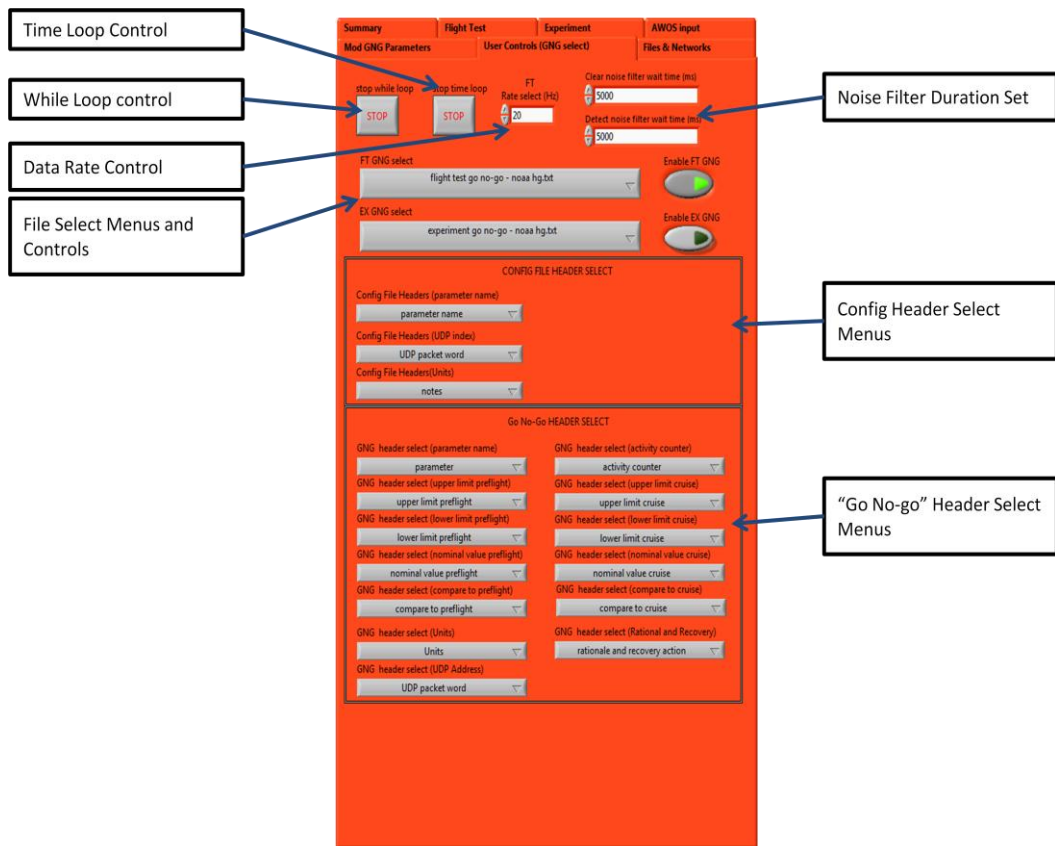 Time Loop Control
While Loop control
Data Rate Control
File Select Menus and
Controls
Summary
Flight Test
Experiment
AWOS input
Mod GNG Parameters
User Controls (GNG select)
Files & Networks
stop while loop
STOP
stop time loop
STOP
FT
Rate select (Hz)
20
Clear noise filter wait time (ms)
5000
Detect noise filter wait time (ms)
5000
FT GNG select
flight test go no-go - noaa hg.txt
Enable FT GNG
EX GNG select
experiment go no-go - noaa hg.txt
Enable EX GNG
CONFIG FILE HEADER SELECT
Config File Headers (parameter name)
parameter name
Config File Headers (UDP index)
UDP packet word
Config File Headers(Units)
notes
Go No-Go HEADER SELECT
GNG header select (parameter name)
parameter
GNG header select (upper limit preflight)
upper limit preflight
GNG header select (lower limit preflight)
lower limit preflight
GNG header select (nominal value preflight)
nominal value preflight
GNG header select (compare to preflight)
compare to preflight
GNG header select (Units)
Units
GNG header select (UDP Address)
UDP packet word
GNG header select (activity counter)
activity counter
GNG header select (upper limit cruise)
upper limit cruise
GNG header select (lower limit cruise)
lower limit cruise
GNG header select (nominal value cruise)
nominal value cruise
GNG header select (compare to cruise)
compare to cruise
GNG header select (Rational and Recovery)
rationale and recovery action
Noise Filter Duration Set
Config Header Select
Menus
“Go No-go” Header Select
Menus